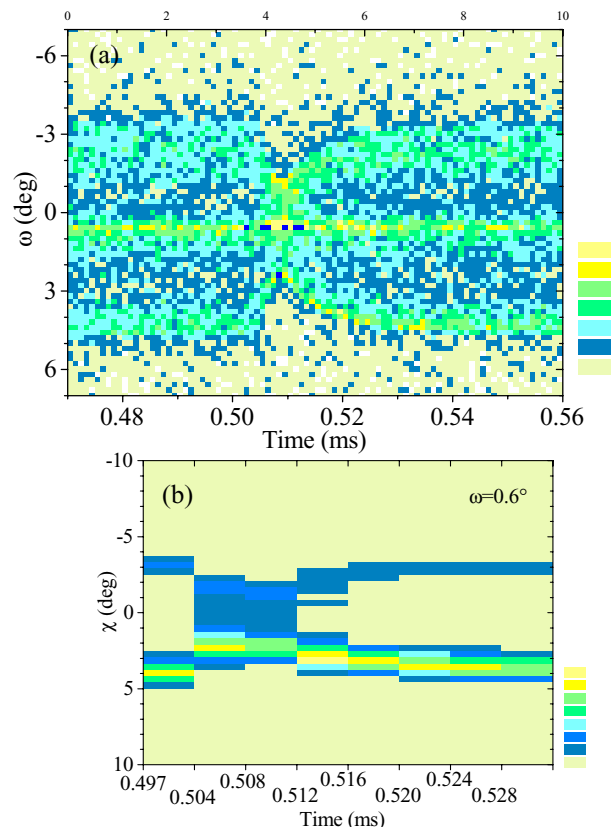 0 2 4 6 8 10
-6
(a)
-3
0
3
6
ω (deg)
0.48 0.50 0.52 0.54 0.56
Time (ms)
-10
(b) ω=0.6°
-5
0
5
10
χ (deg)
0.497 0.508 0.516 0.524
0.504 0.512 0.520 0.528
Time (ms)